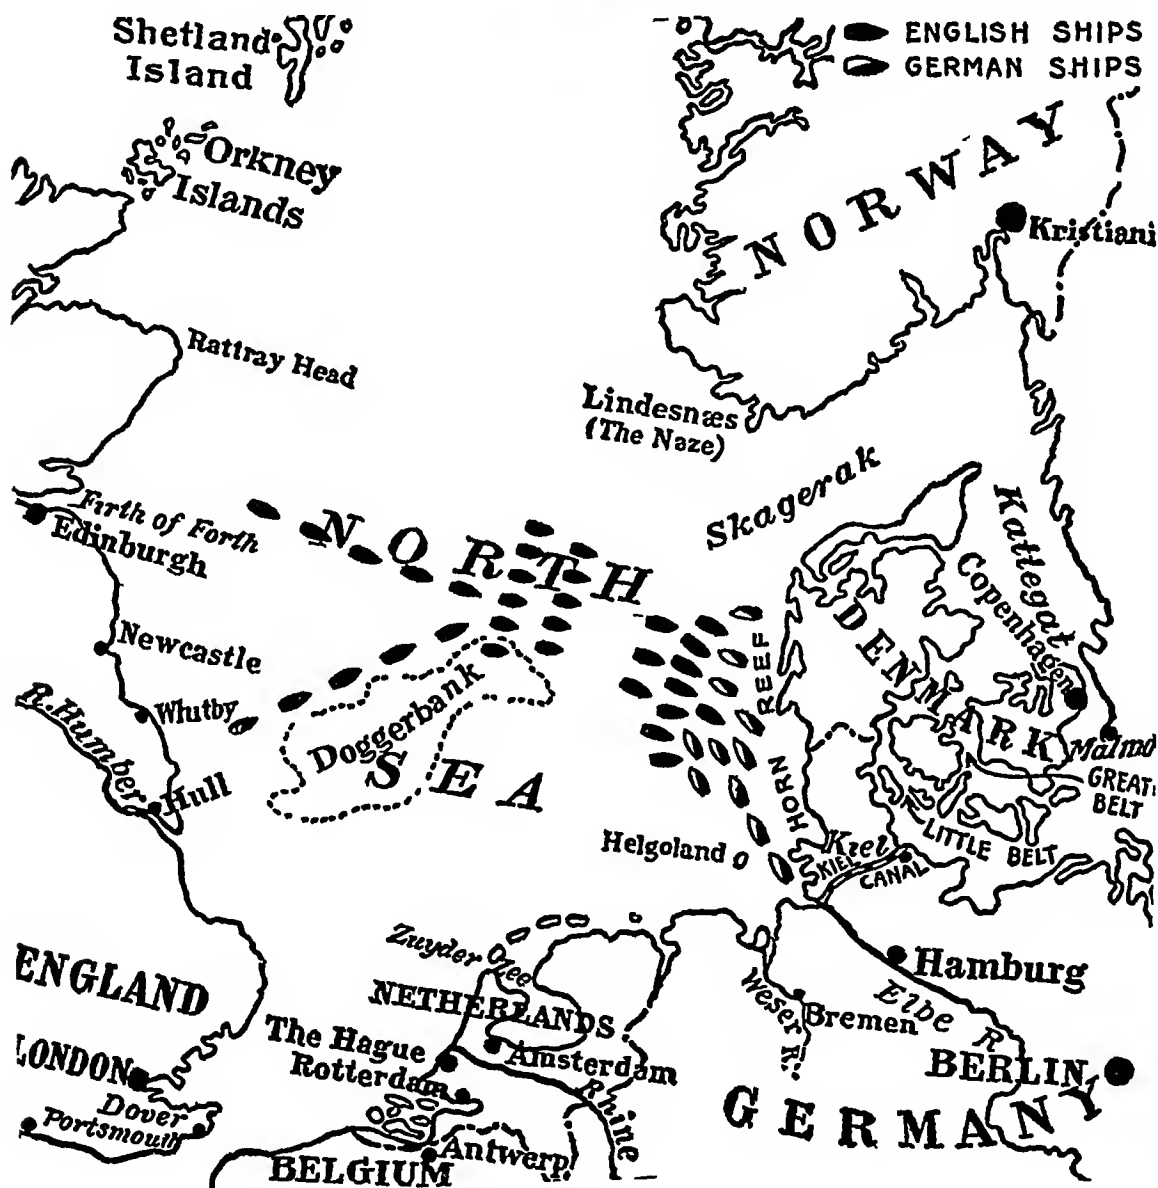 Shetland
Island
ENGLISH SHIPS
GERMAN SHIPS
Orkney
Islands
NORWAY
Kristiani
Rattray Head
Lindesnæs
(The Naze)
Skagerak
Kattegat
Firth of Forth
Edinburgh
NORTH
SEA
Copenhagen
DENMARK
Newcastle
REEF
HORN
R. Humber
Whitby
Doggerbank
Malmo
Hull
GREAT
BELT
LITTLE BELT
Helgoland
Kiel
KIEL
CANAL
Zuyder Zee
ENGLAND
NETHERLANDS
Hamburg
Elbe R
Weser R.
Bremen
The Hague
Rotterdam
Amsterdam
LONDON
BERLIN
Dover
Portsmouth
Rhine
GERMANY
Antwerp
BELGIUM